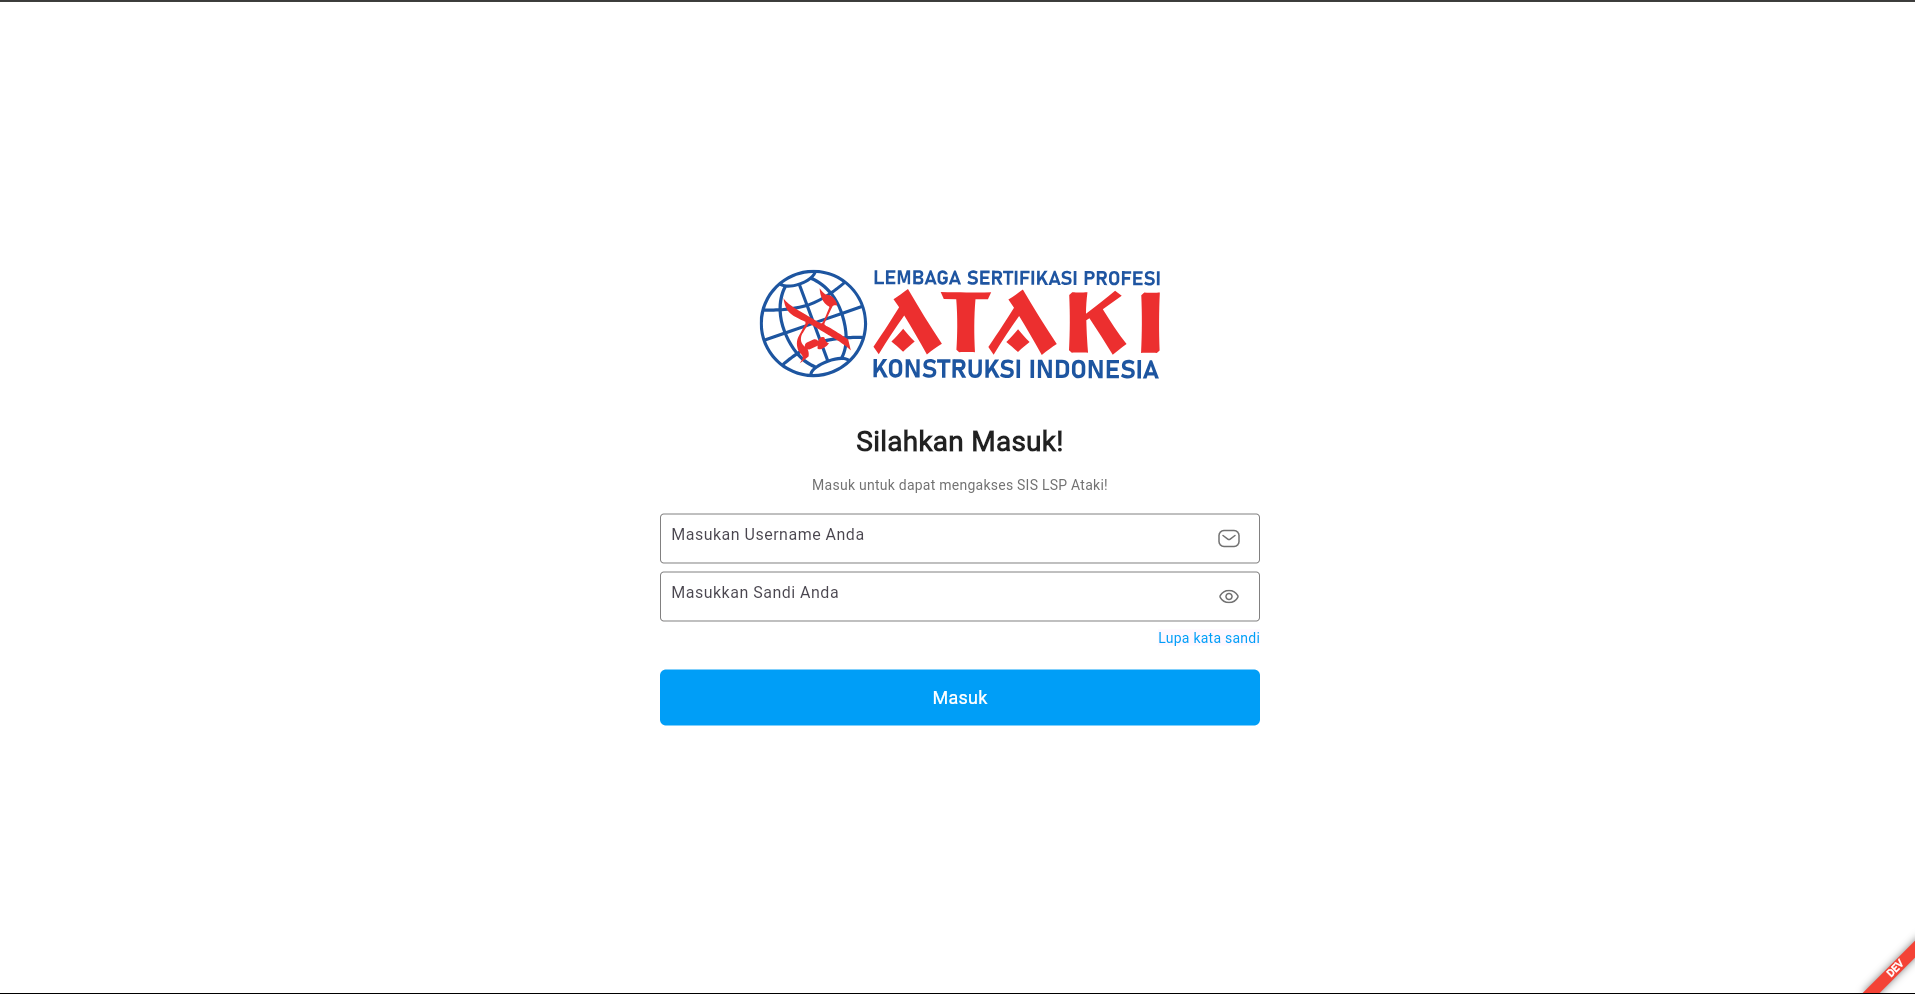 LEMBAGA SERTIFIKASI PROFESI
ATAKI
KONSTRUKSI INDONESIA
Silahkan Masuk!
Masuk untuk dapat mengakses SIS LSP Ataki!
Masukan Username Anda
Masukkan Sandi Anda
Lupa kata sandi
Masuk
DEV